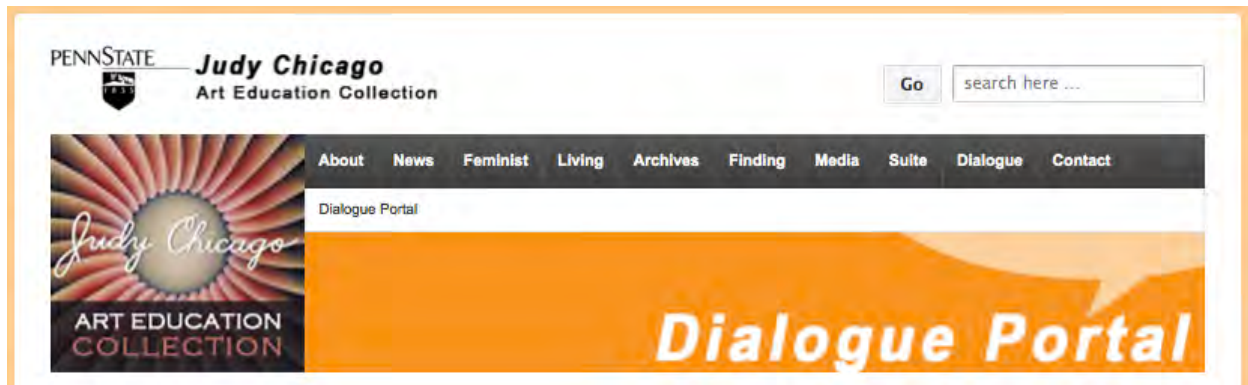 PENNSTATE
1855
Judy Chicago
Art Education Collection
Go
search here ...
About News Feminist Living Archives Finding Media Suite Dialogue Contact
Dialogue Portal
Judy Chicago
ART EDUCATION
COLLECTION
Dialogue Portal